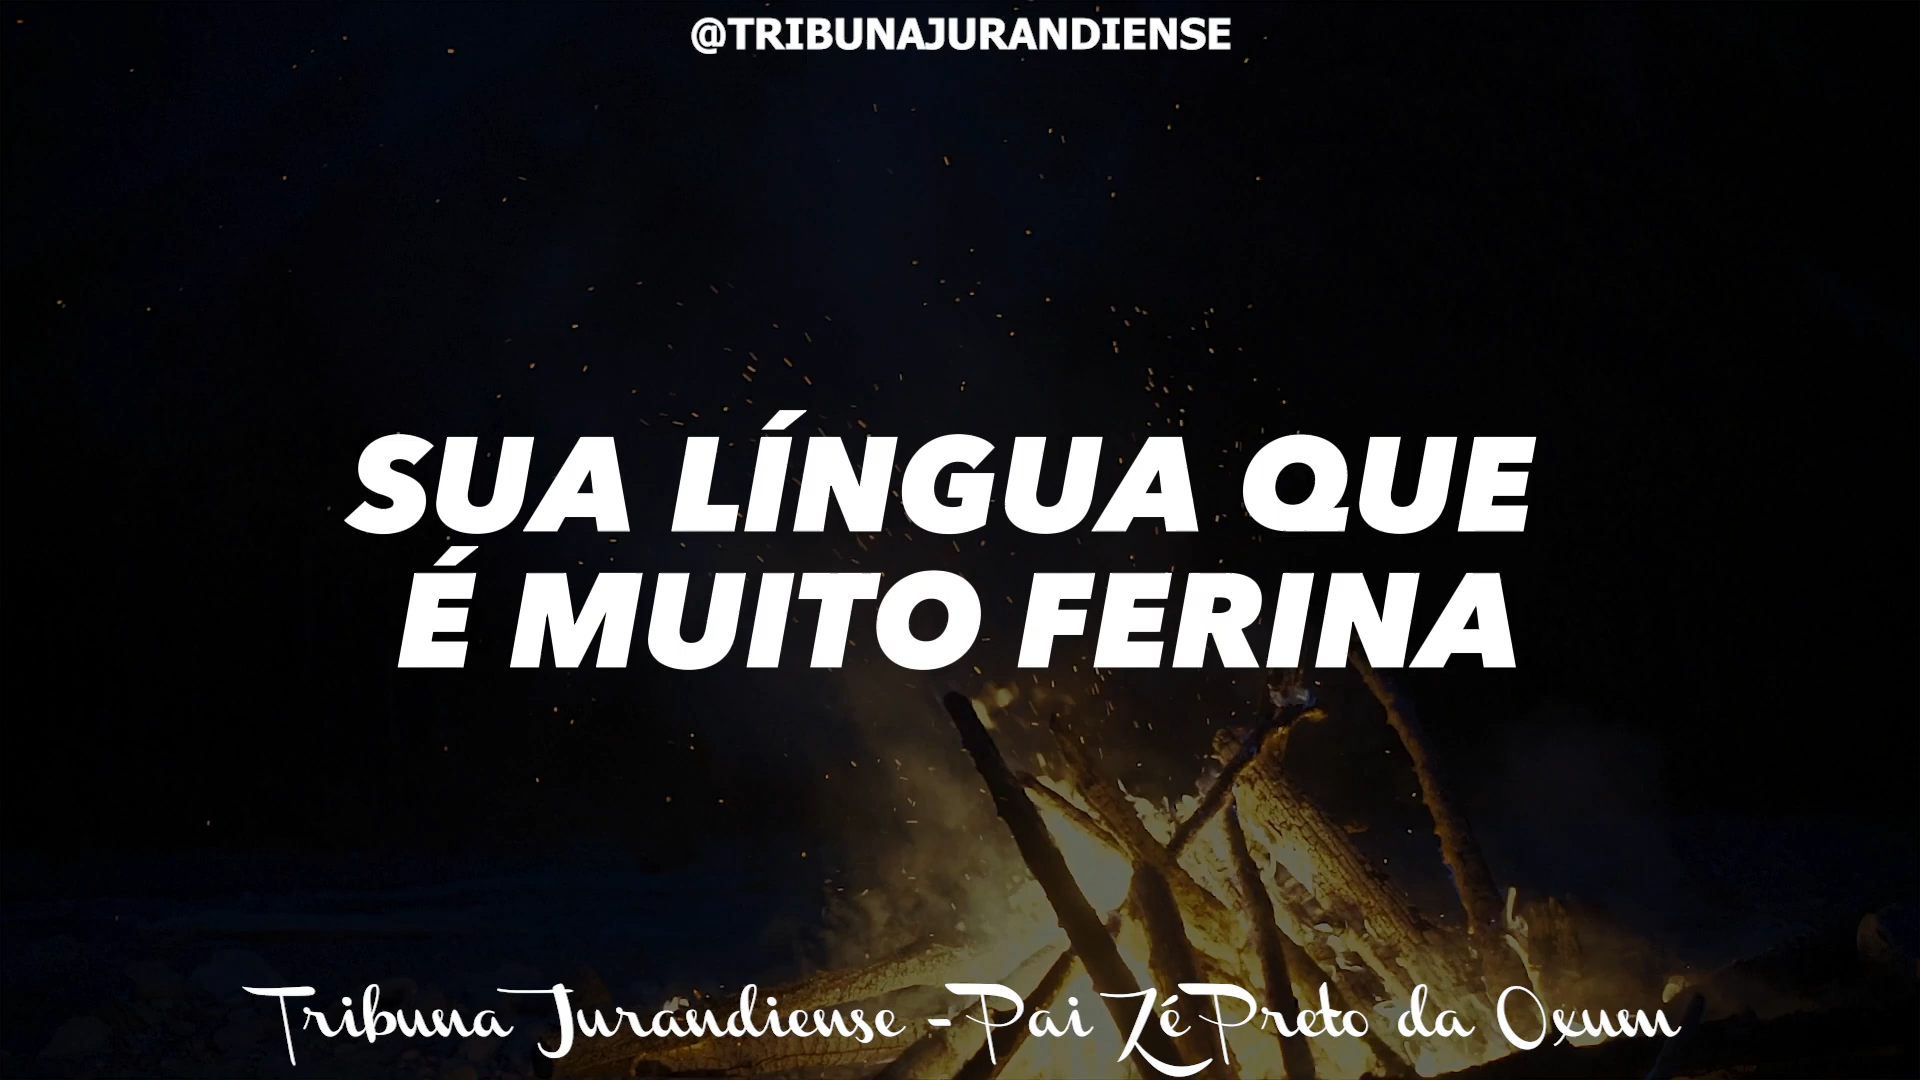 @TRIBUNAJURANDIENSE
SUA LÍNGUA QUE
É MUITO FERINA
Tribuna Jurandiense - Pai Zé Preto da Oxum